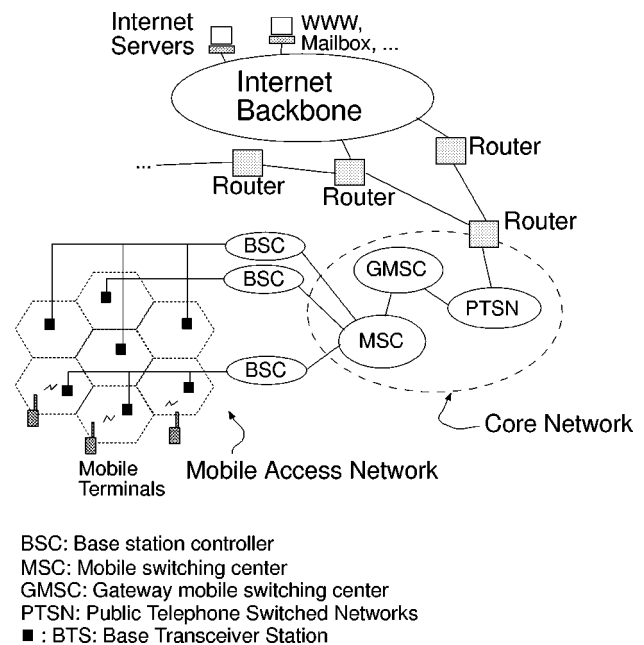 Internet
Servers
WWW,
Mailbox, ...
Internet
Backbone
Router
...
Router
Router
Router
BSC
BSC
GMSC
PTSN
MSC
BSC
Core Network
Mobile
Terminals
Mobile Access Network
BSC: Base station controller
MSC: Mobile switching center
GMSC: Gateway mobile switching center
PTSN: Public Telephone Switched Networks
■ : BTS: Base Transceiver Station